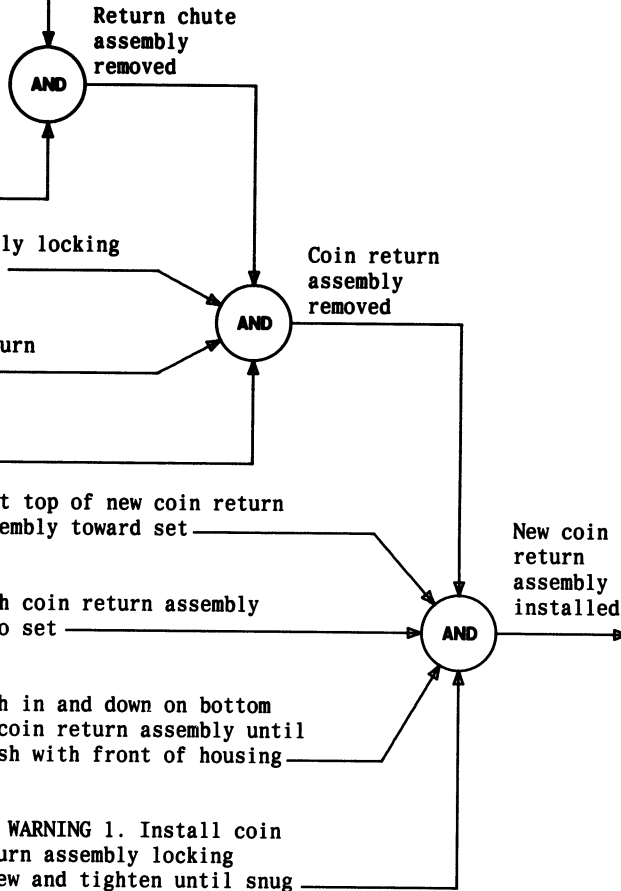 Return chute
assembly
removed
AND
ly locking
Coin return
assembly
removed
AND
urn
t top of new coin return
embly toward set
New coin
return
assembly
installed
h coin return assembly
o set
AND
h in and down on bottom
coin return assembly until
sh with front of housing
WARNING 1. Install coin
urn assembly locking
ew and tighten until snug